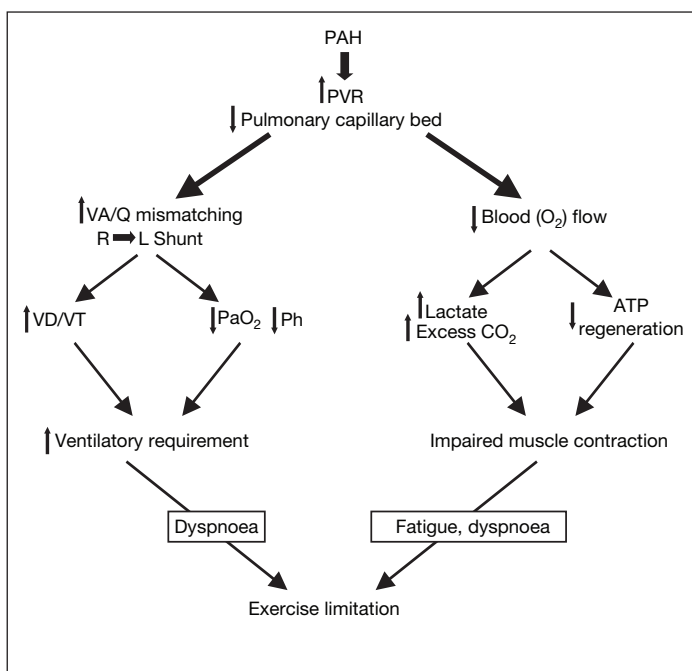 PAH
PVR
Pulmonary capillary bed
VA/Q mismatching
R L Shunt
Blood (O₂) flow
VD/VT
PaO₂ Ph
Lactate
Excess CO₂
ATP
regeneration
Ventilatory requirement
Impaired muscle contraction
Dyspnoea
Fatigue, dyspnoea
Exercise limitation